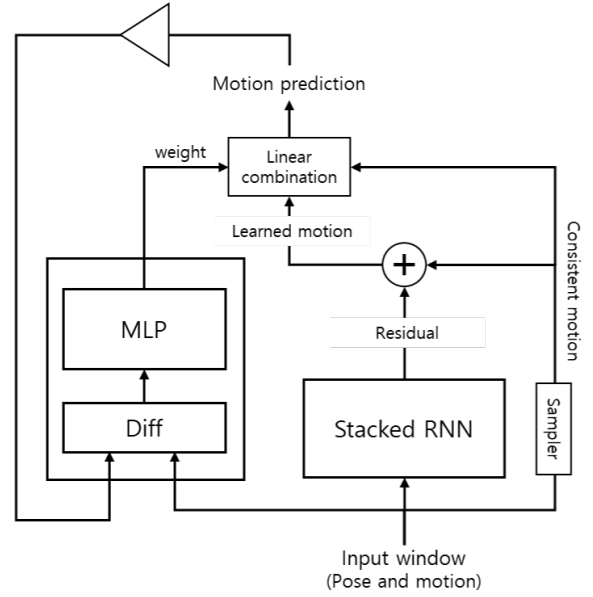 Motion prediction
weight
Linear
combination
Learned motion
Consistent motion
+
MLP
Residual
Diff
Stacked RNN
Sampler
Input window
(Pose and motion)